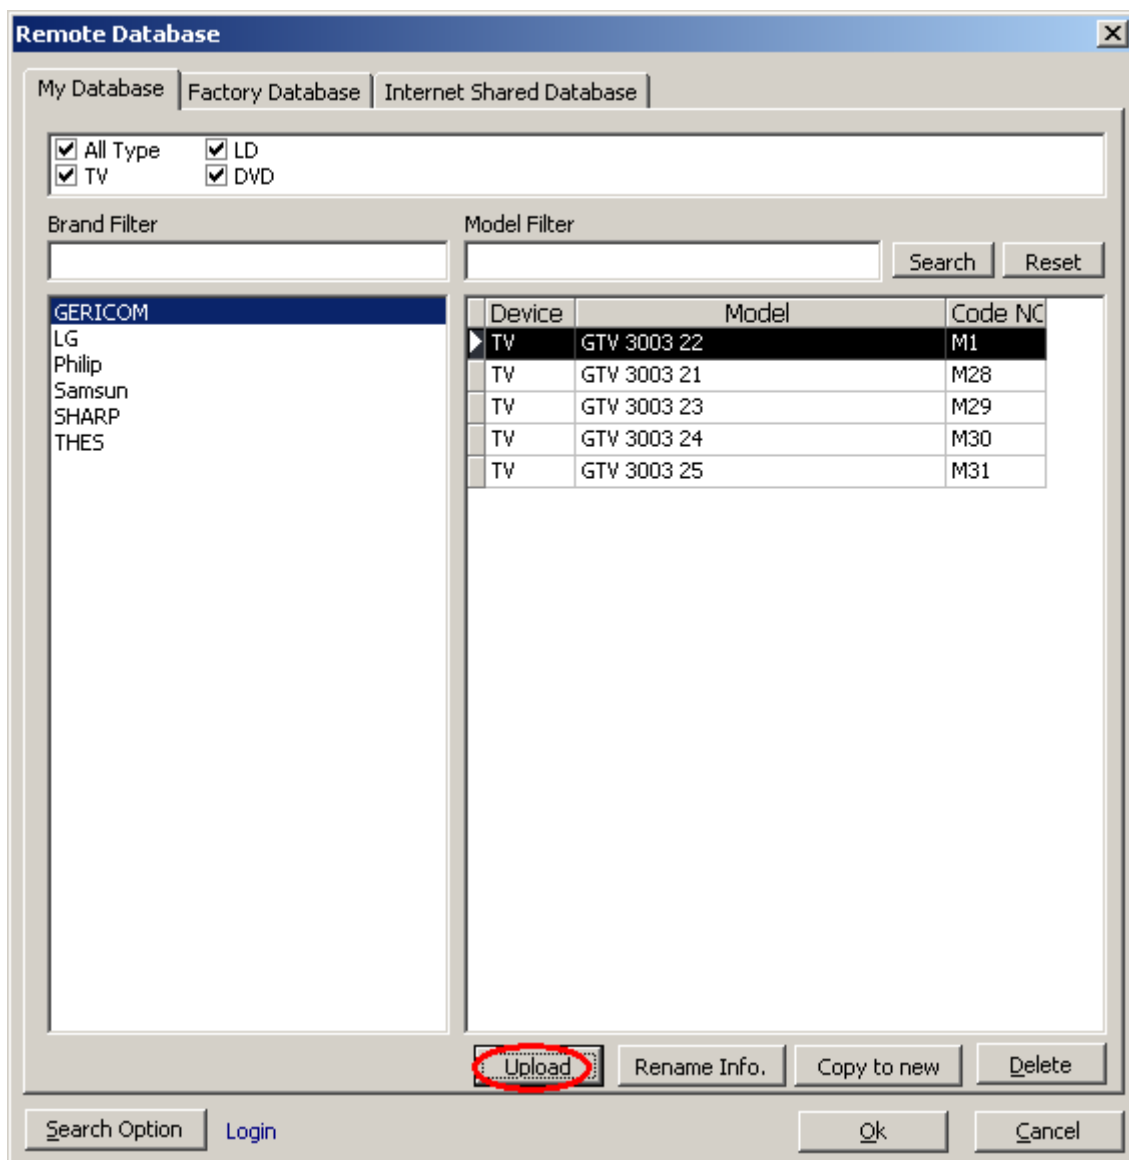 Remote Database
My Database Factory Database Internet Shared Database
All Type LD
TV DVD
Brand Filter Model Filter
Search Reset
GERICOM
LG
Philip
Samsun
SHARP
THES
Device Model Code NC
TV GTV 3003 22 M1
TV GTV 3003 21 M28
TV GTV 3003 23 M29
TV GTV 3003 24 M30
TV GTV 3003 25 M31
Upload Rename Info. Copy to new Delete
Search Option Login Ok Cancel